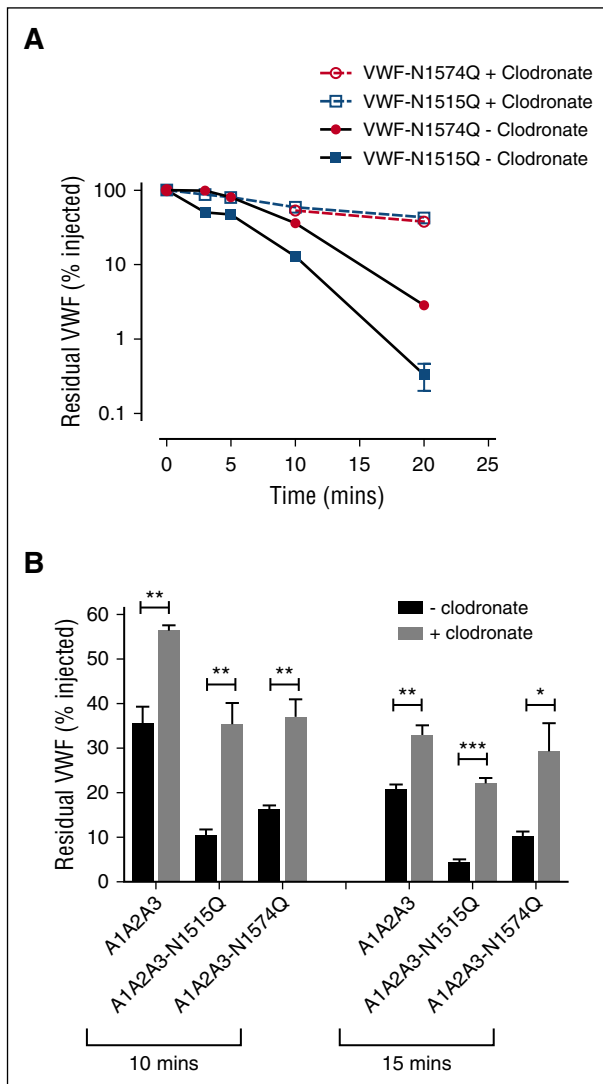 A
VWF-N1574Q + Clodronate
VWF-N1515Q + Clodronate
VWF-N1574Q - Clodronate
VWF-N1515Q - Clodronate
Residual VWF (% injected)
100
10
1
0.1
0 5 10 15 20 25
Time (mins)
B
- clodronate
+ clodronate
Residual VWF (% injected)
60
50
40
30
20
10
0
** ** ** ** *** *
A1A2A3
A1A2A3-N1515Q
A1A2A3-N1574Q
A1A2A3
A1A2A3-N1515Q
A1A2A3-N1574Q
10 mins 15 mins